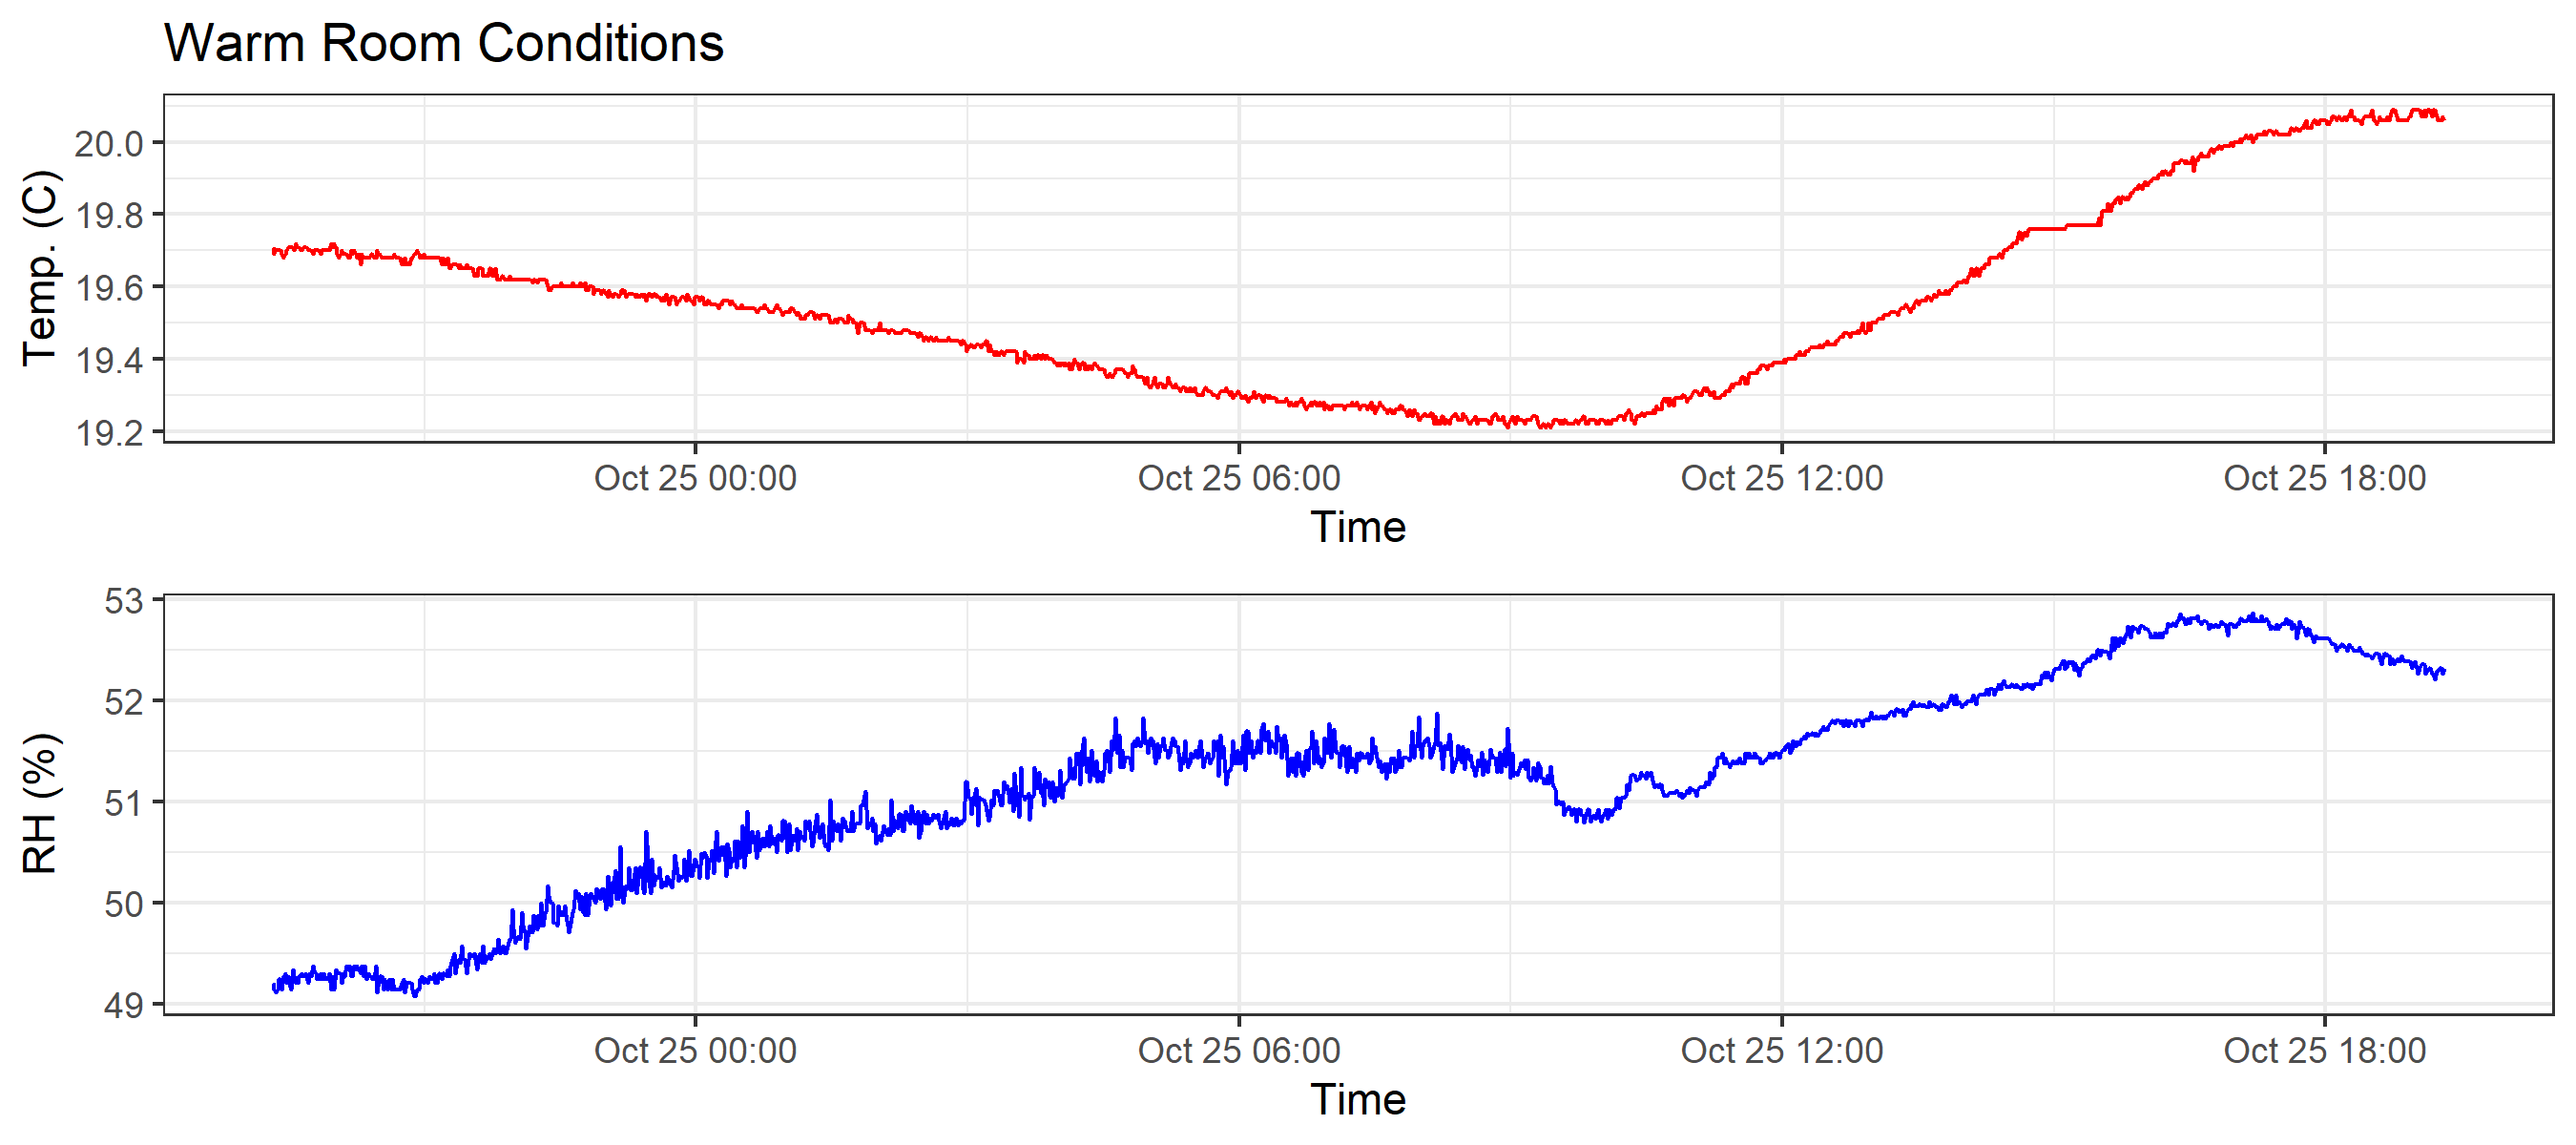 Warm Room Conditions
Temp. (C)
20.0
19.8
19.6
19.4
19.2
Oct 25 00:00 Oct 25 06:00 Oct 25 12:00 Oct 25 18:00
Time
RH (%)
53
52
51
50
49
Oct 25 00:00 Oct 25 06:00 Oct 25 12:00 Oct 25 18:00
Time